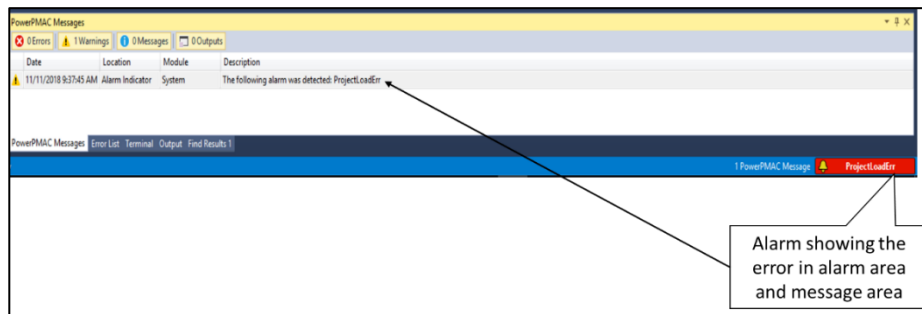 PowerPMAC Messages
0 Errors 1 Warnings 0 Messages 0 Outputs
Date Location Module Description
11/11/2018 9:37:45 AM Alarm Indicator System The following alarm was detected: ProjectLoadErr
PowerPMAC Messages Error List Terminal Output Find Results 1
1 PowerPMAC Message ProjectLoadErr
Alarm showing the
error in alarm area
and message area